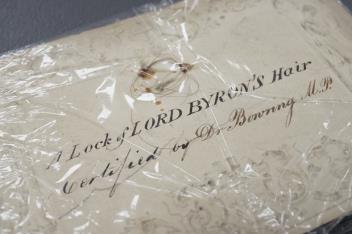 A Lock of LORD BYRON'S Hair
Certified by Dr Bowring M.P.